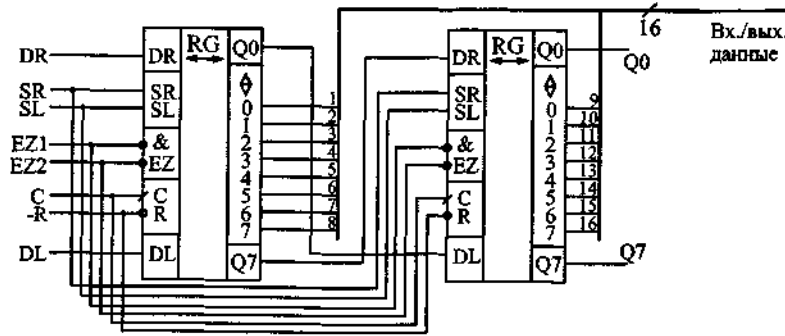 16
Вх./вых.
данные
DR
SR
SL
EZ1
EZ2
C
-R
DL
DR
SR
SL
&
EZ
C
R
DL
RG
Q0
0
1
2
3
4
5
6
7
Q7
1
2
3
4
5
6
7
8
DR
SR
SL
&
EZ
C
R
DL
RG
Q0
0
1
2
3
4
5
6
7
Q7
9
10
11
12
13
14
15
16
Q0
Q7